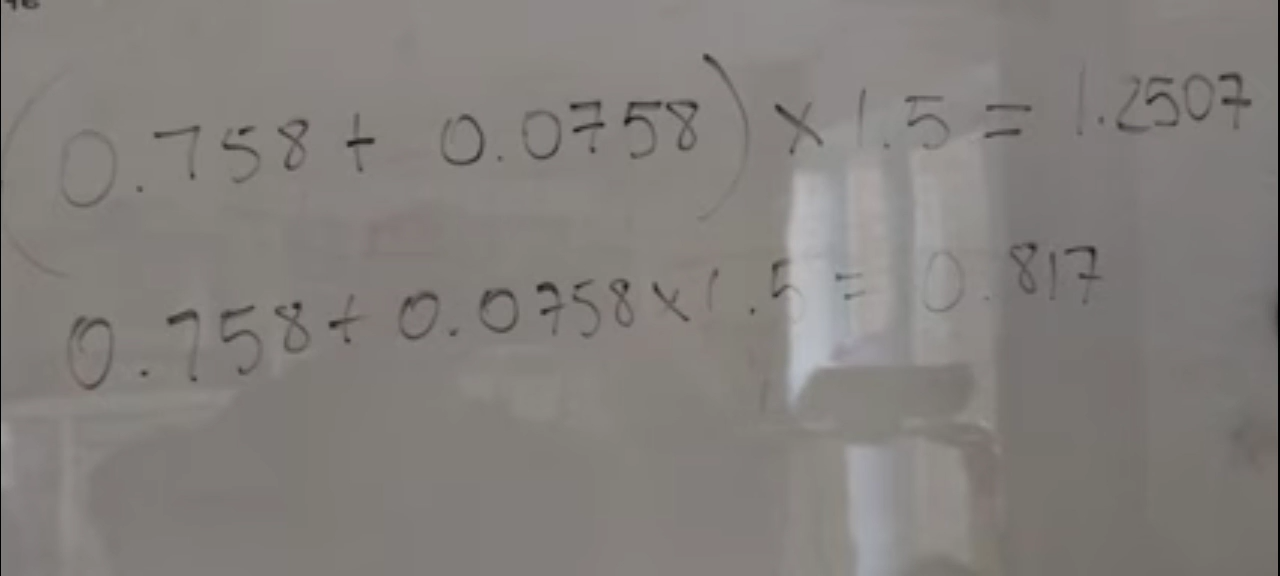 (0.758 + 0.0758) × 1.5 = 1.2507
0.758 + 0.0758 × 1.5 = 0.817